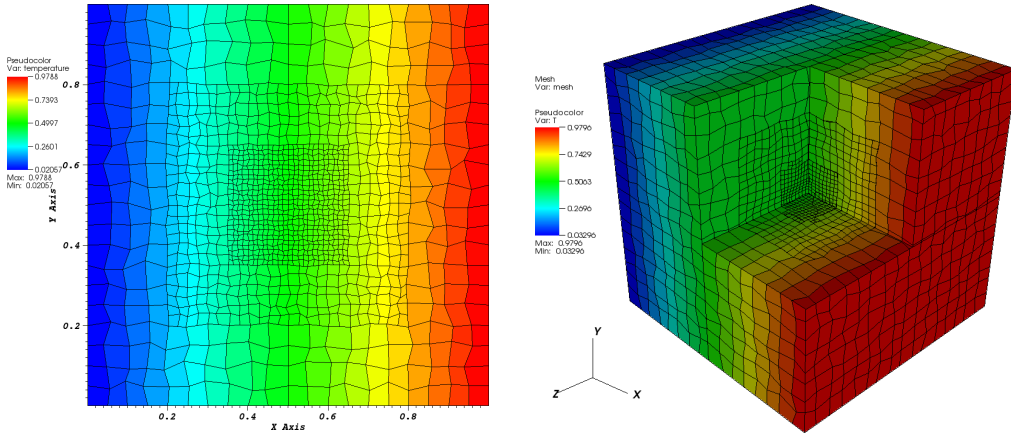 Pseudocolor
Var: temperature
0.9788
0.7393
0.4997
0.2601
0.02057
Max: 0.9788
Min: 0.02057
0.8
0.6
0.4
0.2
Y Axis
0.2 0.4 0.6 0.8
X Axis
Mesh
Var: mesh
Pseudocolor
Var: T
0.9796
0.7429
0.5063
0.2696
0.03296
Max: 0.9796
Min: 0.03296
Y
Z X